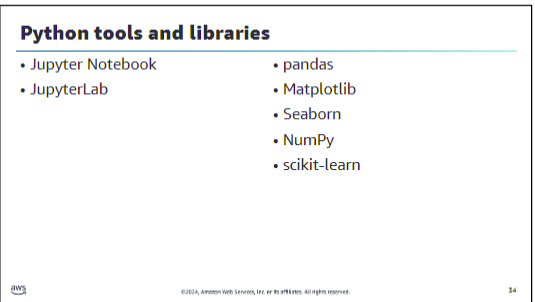 Python tools and libraries
• Jupyter Notebook
• JupyterLab
• pandas
• Matplotlib
• Seaborn
• NumPy
• scikit-learn
aws
©2024, Amazon Web Services, Inc. or its affiliates. All rights reserved.
34